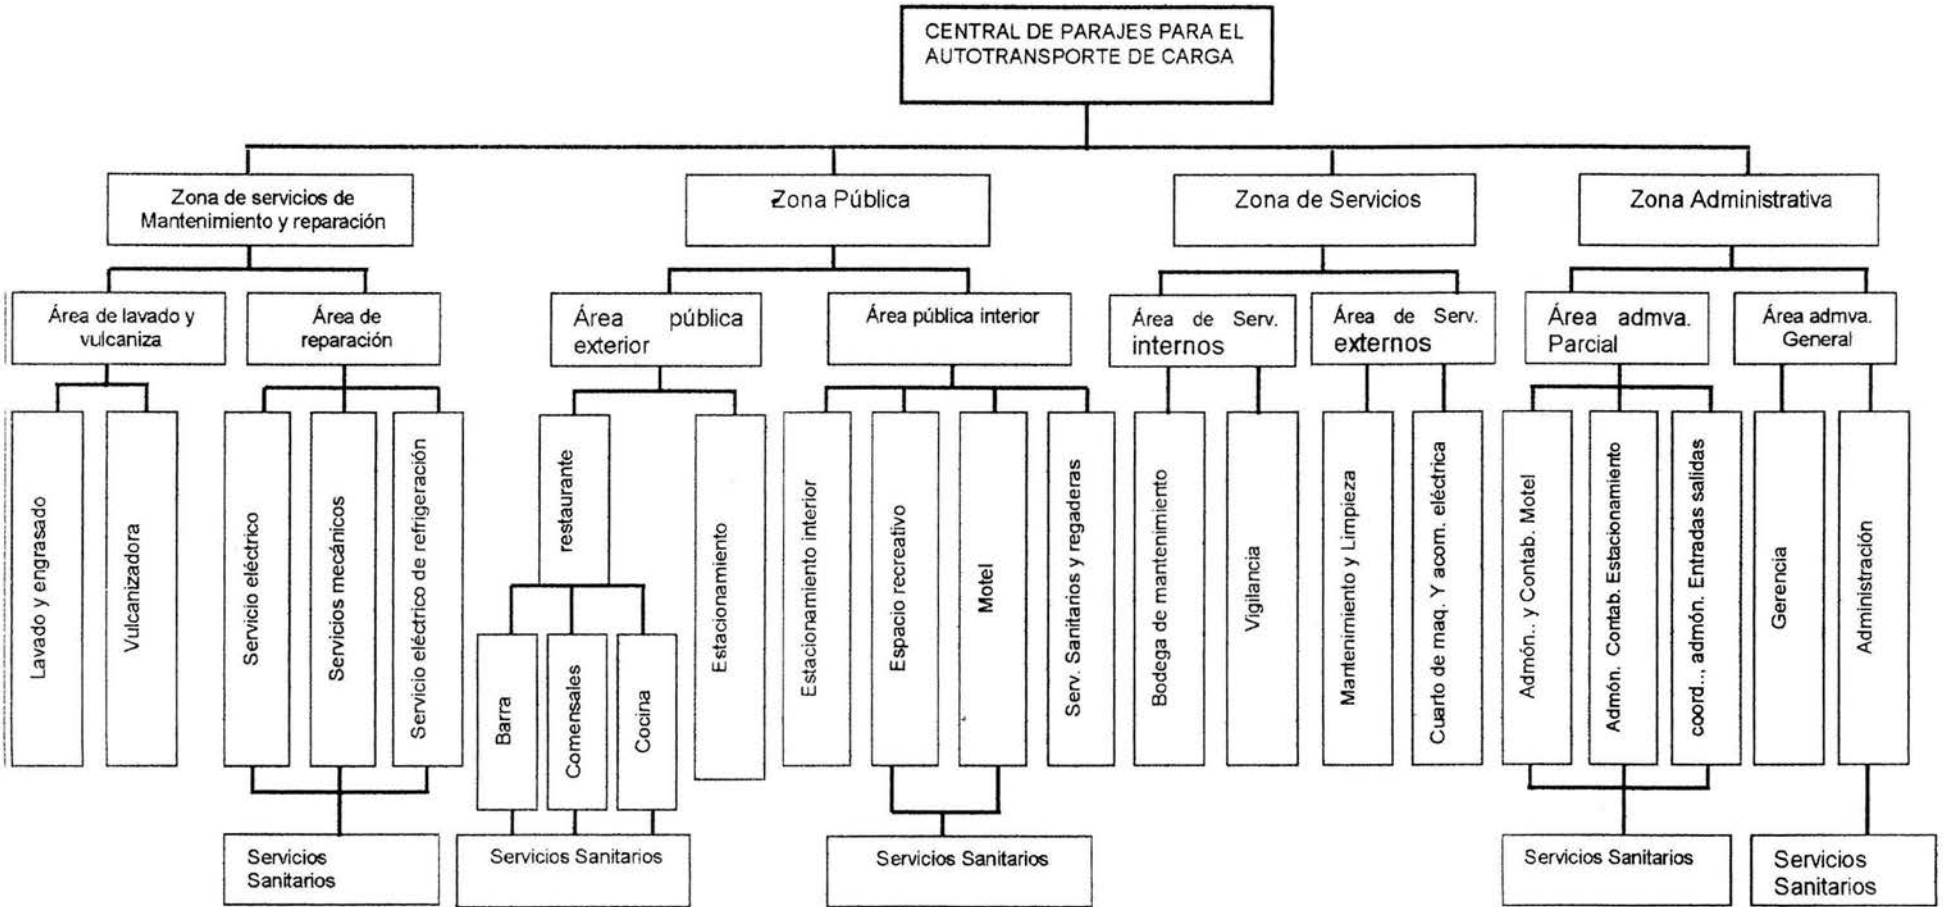 CENTRAL DE PARAJES PARA EL
AUTOTRANSPORTE DE CARGA
Zona de servicios de
Mantenimiento y reparación
Zona Pública
Zona de Servicios
Zona Administrativa
Área de lavado y
vulcaniza
Área de
reparación
Área pública
exterior
Área pública interior
Área de Serv.
internos
Área de Serv.
externos
Área admva.
Parcial
Área admva.
General
Lavado y engrasado
Vulcanizadora
Servicio eléctrico
Servicios mecánicos
Servicio eléctrico de refrigeración
restaurante
Barra
Comensales
Cocina
Estacionamiento
Estacionamiento interior
Espacio recreativo
Motel
Serv. Sanitarios y regaderas
Bodega de mantenimiento
Vigilancia
Mantenimiento y Limpieza
Cuarto de maq. Y acom. eléctrica
Admón.. y Contab. Motel
Admón. Contab. Estacionamiento
coord.., admón. Entradas salidas
Gerencia
Administración
Servicios
Sanitarios
Servicios Sanitarios
Servicios Sanitarios
Servicios Sanitarios
Servicios
Sanitarios